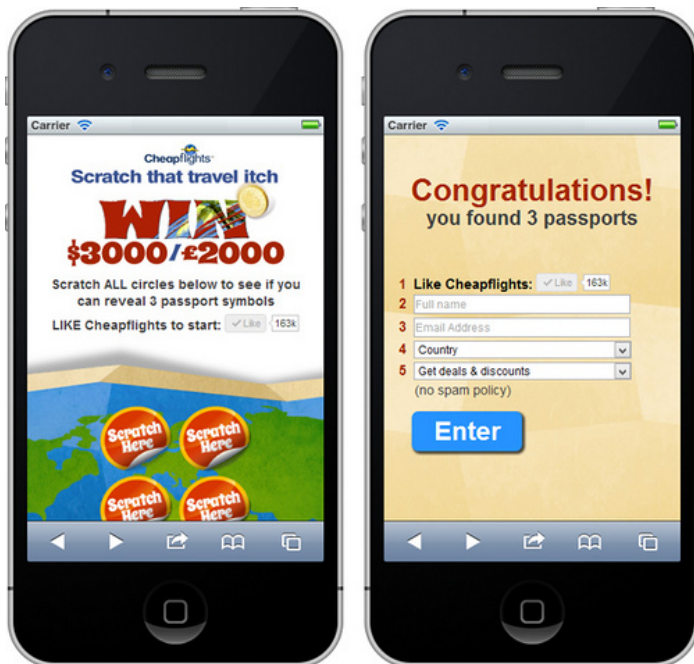 Carrier
Cheapflights
Scratch that travel itch
WIN
$3000/£2000
Scratch ALL circles below to see if you
can reveal 3 passport symbols
LIKE Cheapflights to start: Like 163k
Scratch Here
Scratch Here
Scratch Here
Scratch Here
Carrier
Congratulations!
you found 3 passports
1 Like Cheapflights: Like 163k
2 Full name
3 Email Address
4 Country
5 Get deals & discounts
(no spam policy)
Enter